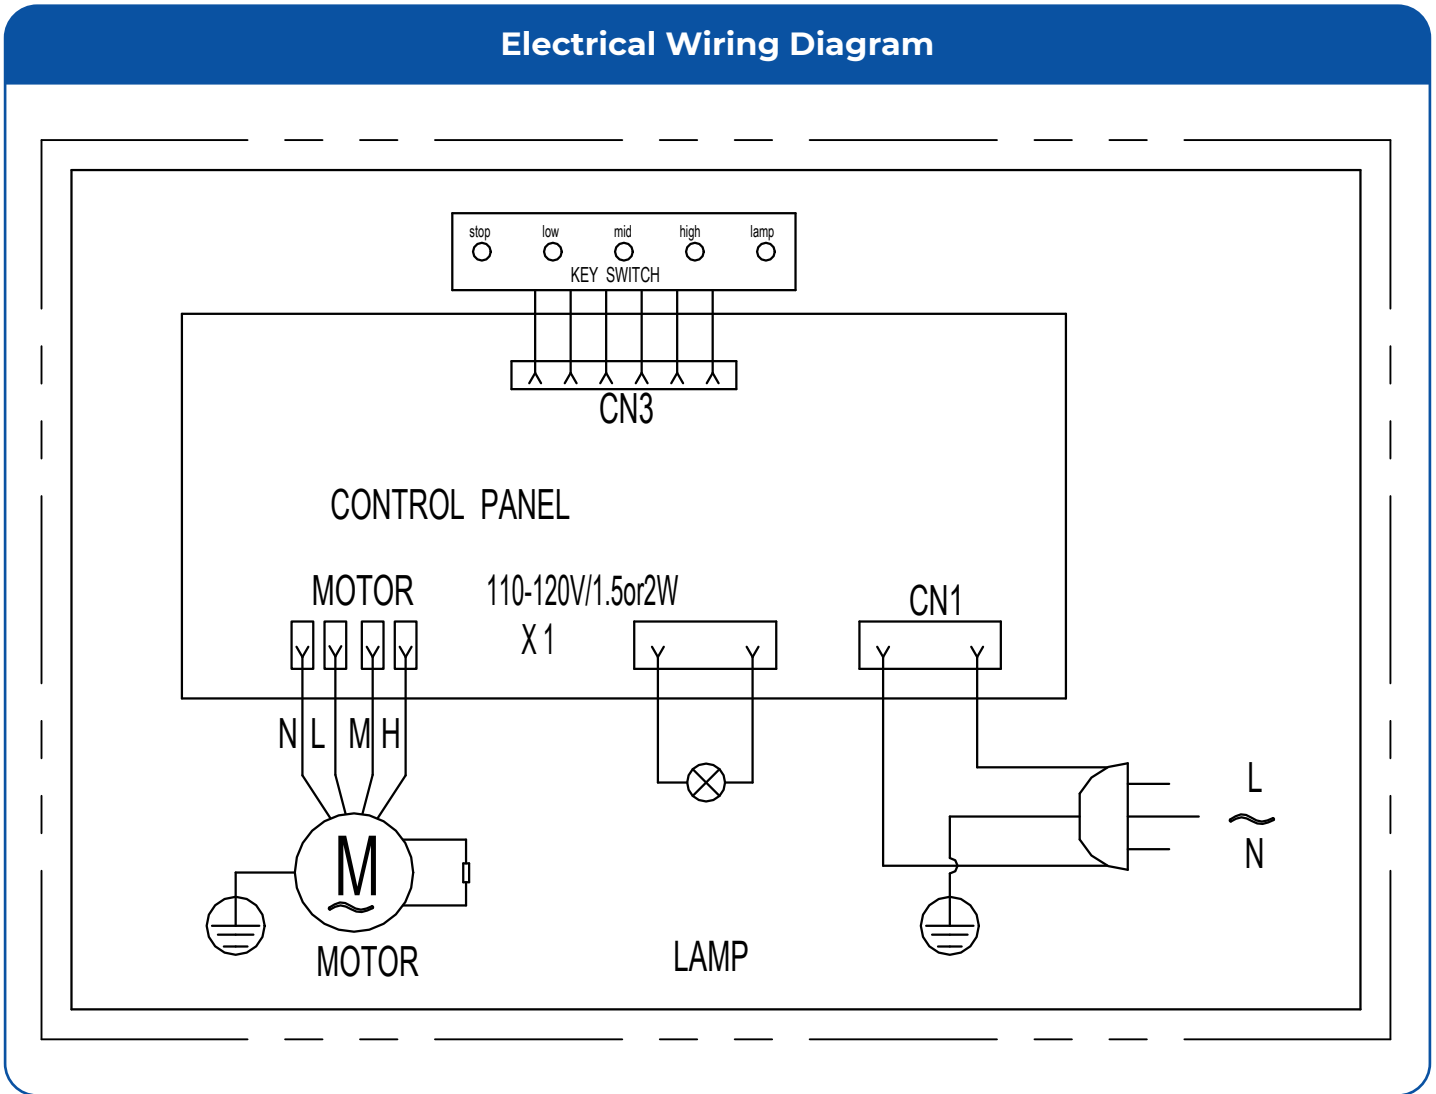 Electrical Wiring Diagram
stop low mid high lamp
KEY SWITCH
CN3
CONTROL PANEL
MOTOR
110-120V/1.5or2W
X 1
CN1
N L M H
L
N
M
MOTOR
LAMP